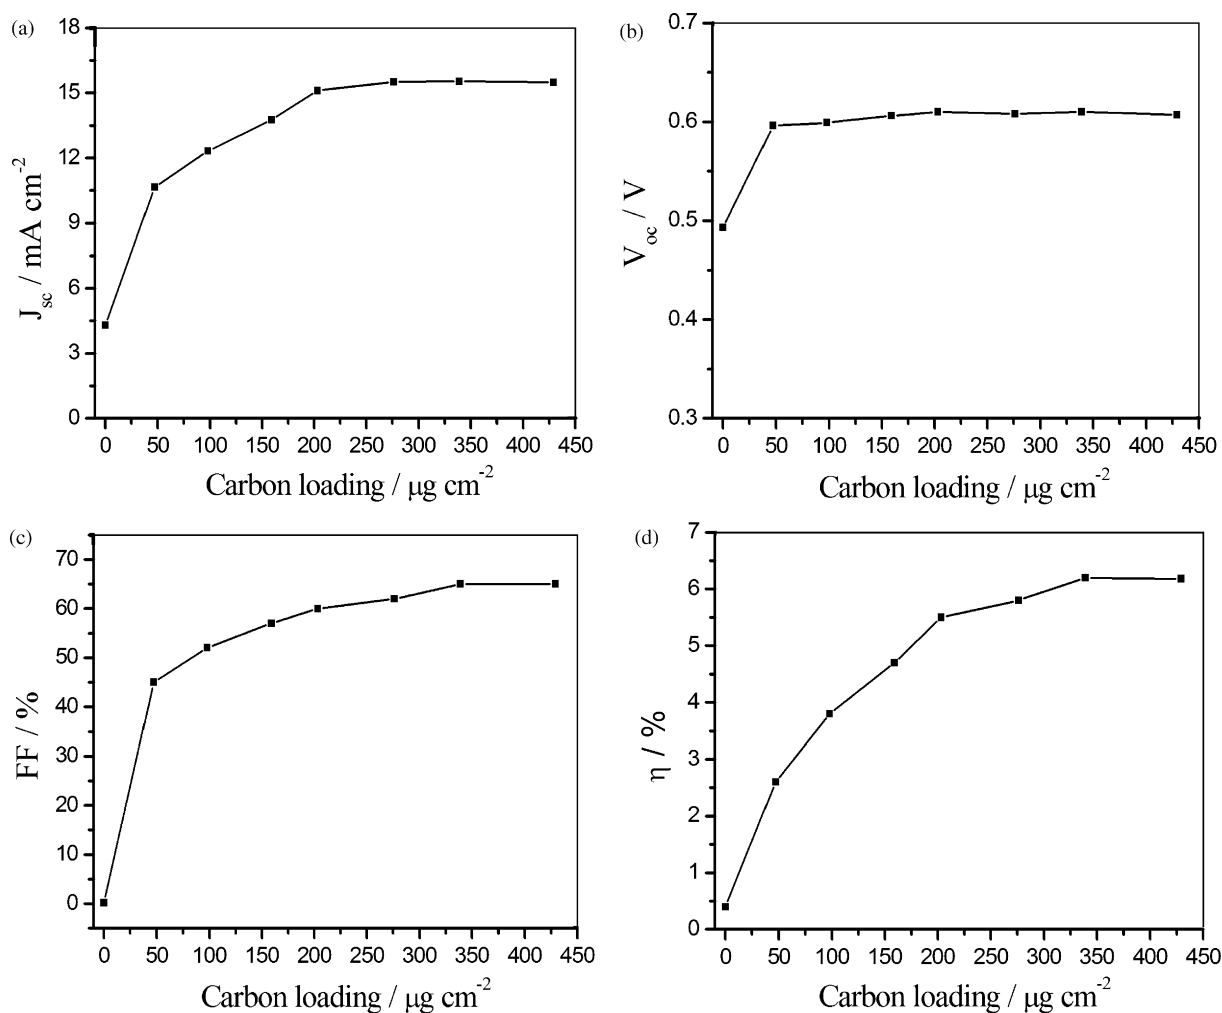 (a)
18
15
12
9
6
3
0
J_sc / mA cm^-2
0 50 100 150 200 250 300 350 400 450
Carbon loading / μg cm^-2
(b)
0.7
0.6
0.5
0.4
0.3
V_oc / V
0 50 100 150 200 250 300 350 400 450
Carbon loading / μg cm^-2
(c)
70
60
50
40
30
20
10
0
FF / %
0 50 100 150 200 250 300 350 400 450
Carbon loading / μg cm^-2
(d)
7
6
5
4
3
2
1
0
η / %
0 50 100 150 200 250 300 350 400 450
Carbon loading / μg cm^-2